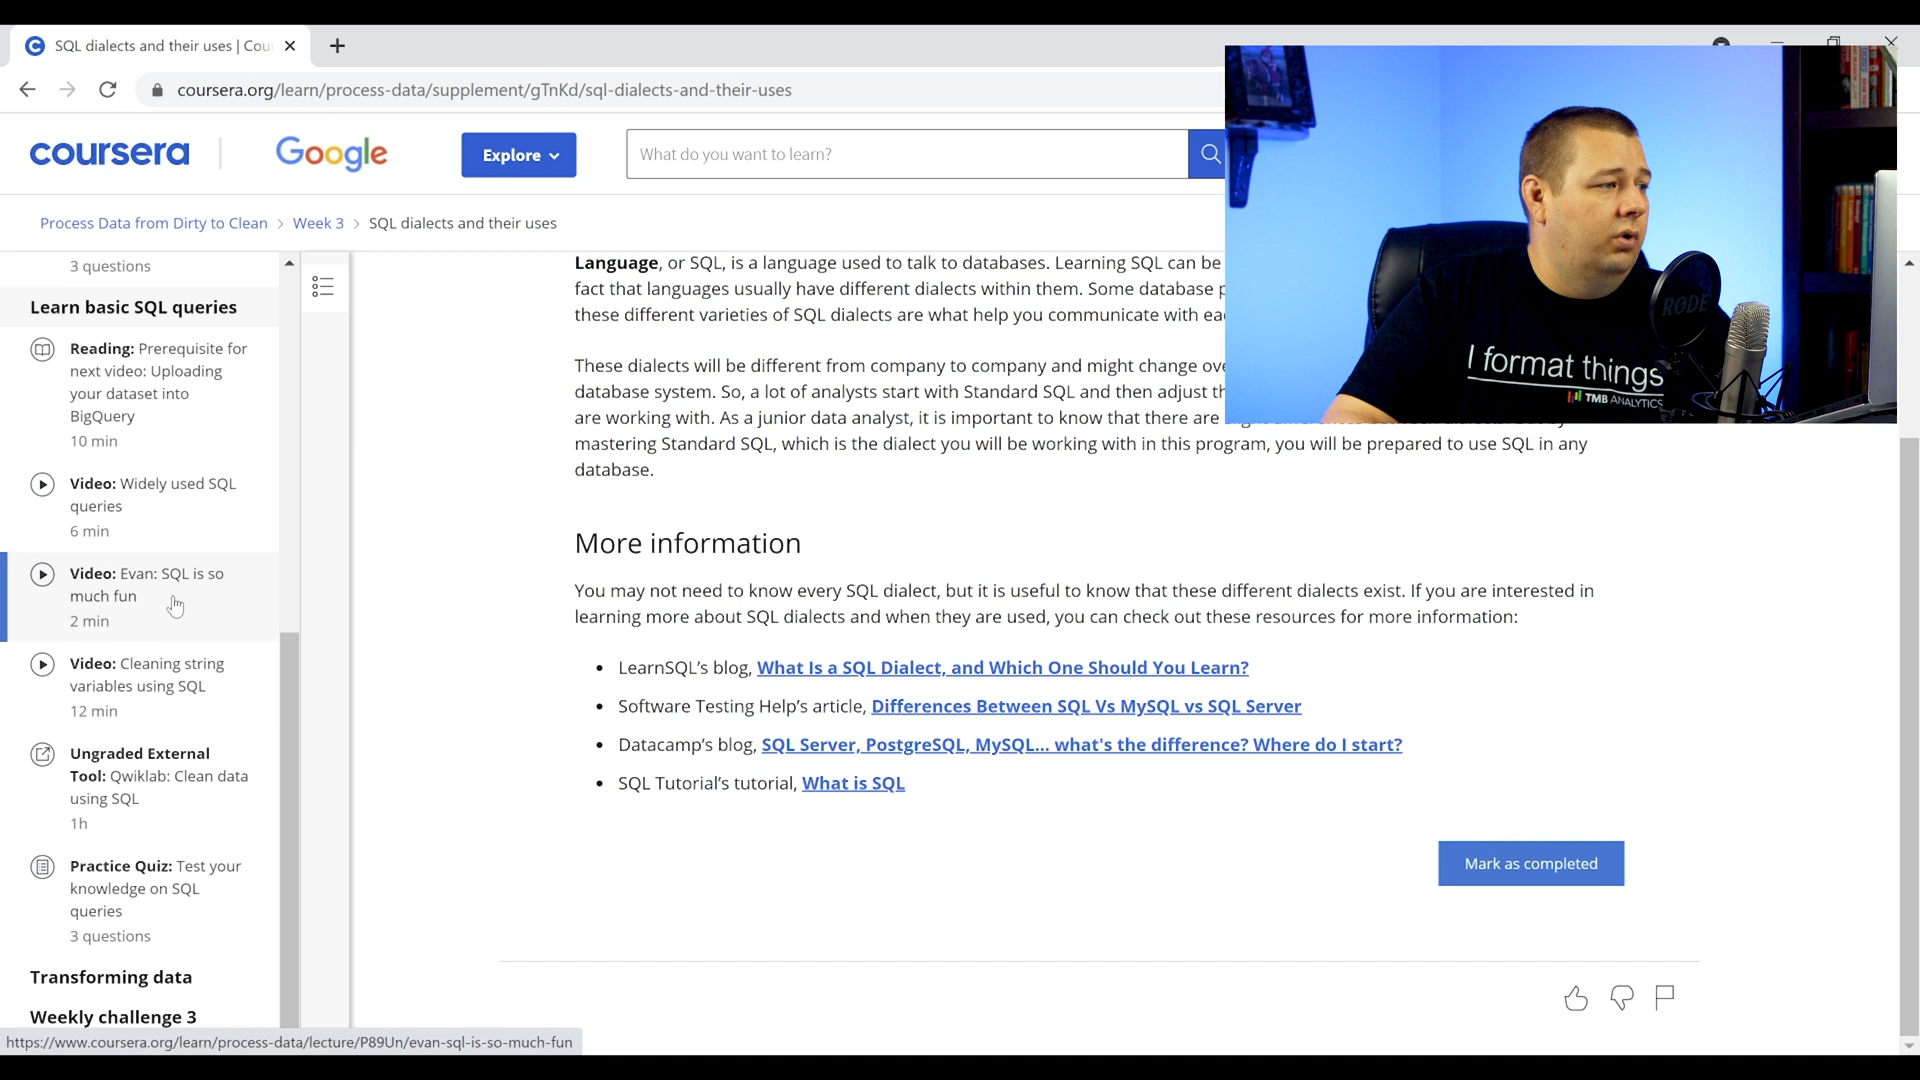 SQL dialects and their uses | Cou
coursera.org/learn/process-data/supplement/gTnKd/sql-dialects-and-their-uses
coursera
Google
Explore
What do you want to learn?
Process Data from Dirty to Clean > Week 3 > SQL dialects and their uses
3 questions
Learn basic SQL queries
Reading: Prerequisite for
next video: Uploading
your dataset into
BigQuery
10 min
Video: Widely used SQL
queries
6 min
Video: Evan: SQL is so
much fun
2 min
Video: Cleaning string
variables using SQL
12 min
Ungraded External
Tool: Qwiklab: Clean data
using SQL
1h
Practice Quiz: Test your
knowledge on SQL
queries
3 questions
Transforming data
Weekly challenge 3
https://www.coursera.org/learn/process-data/lecture/P89Un/evan-sql-is-so-much-fun
Language, or SQL, is a language used to talk to databases. Learning SQL can be
fact that languages usually have different dialects within them. Some database p
these different varieties of SQL dialects are what help you communicate with ea
These dialects will be different from company to company and might change ove
database system. So, a lot of analysts start with Standard SQL and then adjust th
are working with. As a junior data analyst, it is important to know that there are
mastering Standard SQL, which is the dialect you will be working with in this program, you will be prepared to use SQL in any
database.
More information
You may not need to know every SQL dialect, but it is useful to know that these different dialects exist. If you are interested in
learning more about SQL dialects and when they are used, you can check out these resources for more information:
• LearnSQL’s blog, What Is a SQL Dialect, and Which One Should You Learn?
• Software Testing Help’s article, Differences Between SQL Vs MySQL vs SQL Server
• Datacamp’s blog, SQL Server, PostgreSQL, MySQL... what's the difference? Where do I start?
• SQL Tutorial’s tutorial, What is SQL
Mark as completed
RODE
I format things
TMB ANALYTICS